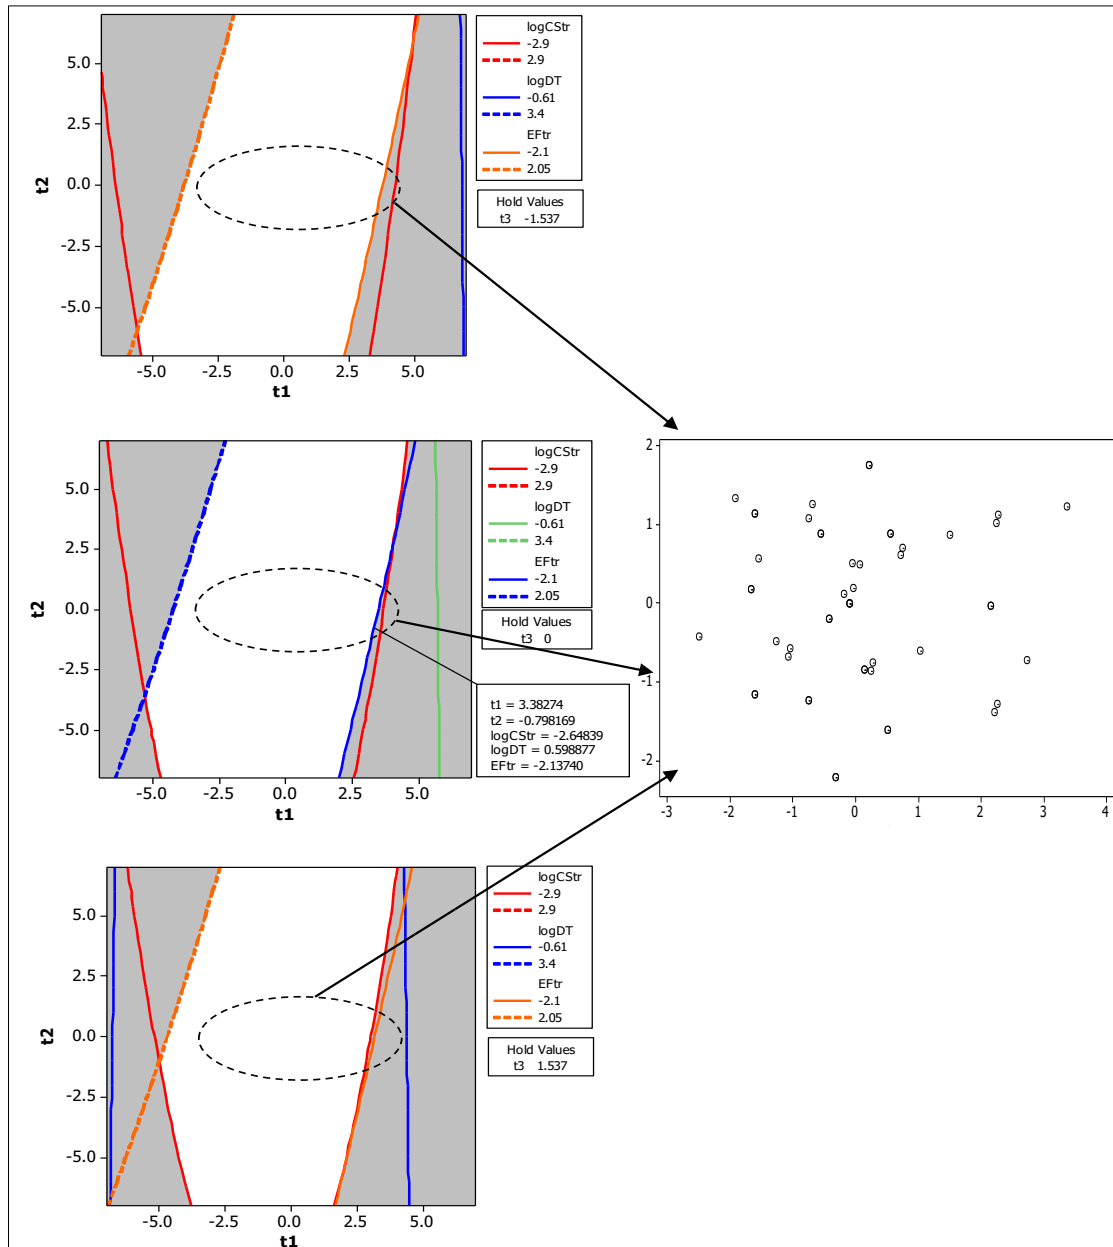 logCStr
-2.9
2.9
logDT
-0.61
3.4
EFtr
-2.1
2.05
Hold Values
t3 -1.537
5.0
2.5
0.0
-2.5
-5.0
t2
-5.0 -2.5 0.0 2.5 5.0
t1
logCStr
-2.9
2.9
logDT
-0.61
3.4
EFtr
-2.1
2.05
Hold Values
t3 0
5.0
2.5
0.0
-2.5
-5.0
t2
t1 = 3.38274
t2 = -0.798169
logCStr = -2.64839
logDT = 0.598877
EFtr = -2.13740
-5.0 -2.5 0.0 2.5 5.0
t1
2
1
0
-1
-2
-3 -2 -1 0 1 2 3 4
logCStr
-2.9
2.9
logDT
-0.61
3.4
EFtr
-2.1
2.05
Hold Values
t3 1.537
5.0
2.5
0.0
-2.5
-5.0
t2
-5.0 -2.5 0.0 2.5 5.0
t1